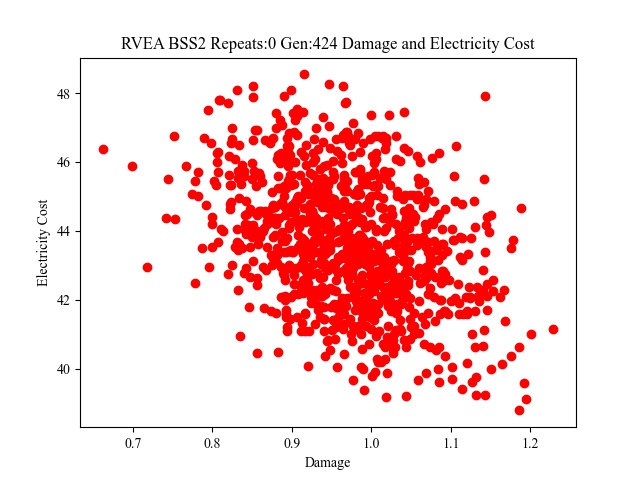 RVEA BSS2 Repeats:0 Gen:424 Damage and Electricity Cost
48
46
44
42
40
Electricity Cost
0.7 0.8 0.9 1.0 1.1 1.2
Damage